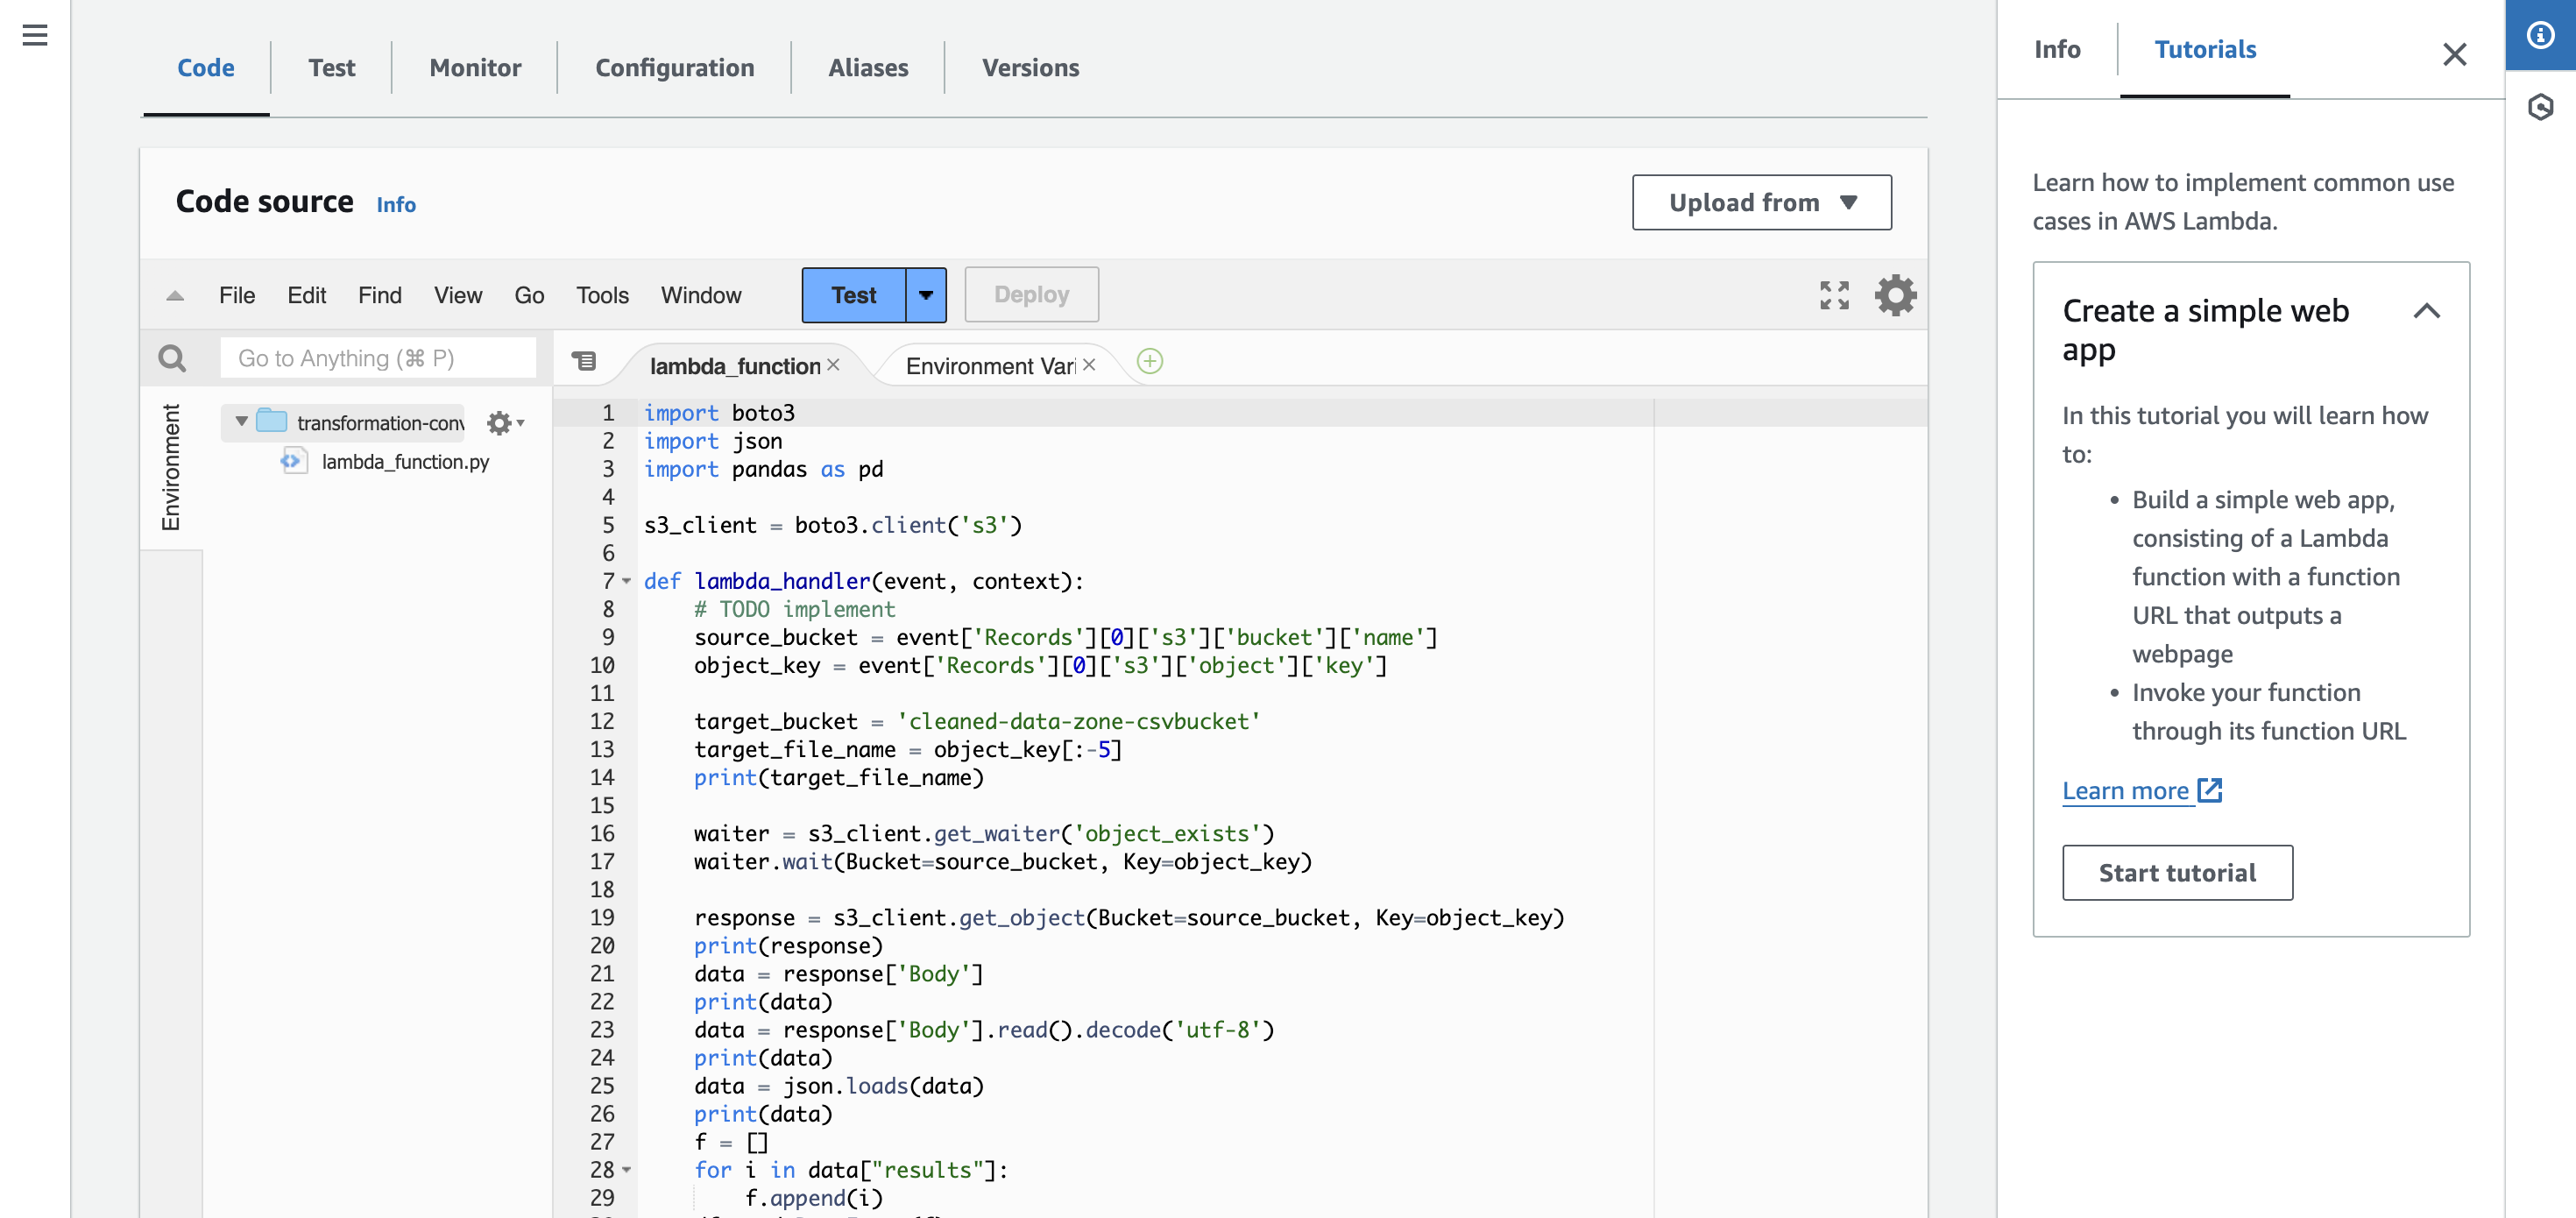 Code
Test
Monitor
Configuration
Aliases
Versions
Code source Info
Upload from
File Edit Find View Go Tools Window Test Deploy
Go to Anything (⌘ P)
lambda_function
Environment Vari
Environment
transformation-conv
lambda_function.py
1 import boto3
2 import json
3 import pandas as pd
4
5 s3_client = boto3.client('s3')
6
7 def lambda_handler(event, context):
8     # TODO implement
9     source_bucket = event['Records'][0]['s3']['bucket']['name']
10     object_key = event['Records'][0]['s3']['object']['key']
11
12     target_bucket = 'cleaned-data-zone-csvbucket'
13     target_file_name = object_key[:-5]
14     print(target_file_name)
15
16     waiter = s3_client.get_waiter('object_exists')
17     waiter.wait(Bucket=source_bucket, Key=object_key)
18
19     response = s3_client.get_object(Bucket=source_bucket, Key=object_key)
20     print(response)
21     data = response['Body']
22     print(data)
23     data = response['Body'].read().decode('utf-8')
24     print(data)
25     data = json.loads(data)
26     print(data)
27     f = []
28     for i in data["results"]:
29         f.append(i)
Info
Tutorials
Learn how to implement common use
cases in AWS Lambda.
Create a simple web
app
In this tutorial you will learn how
to:
• Build a simple web app,
consisting of a Lambda
function with a function
URL that outputs a
webpage
• Invoke your function
through its function URL
Learn more
Start tutorial